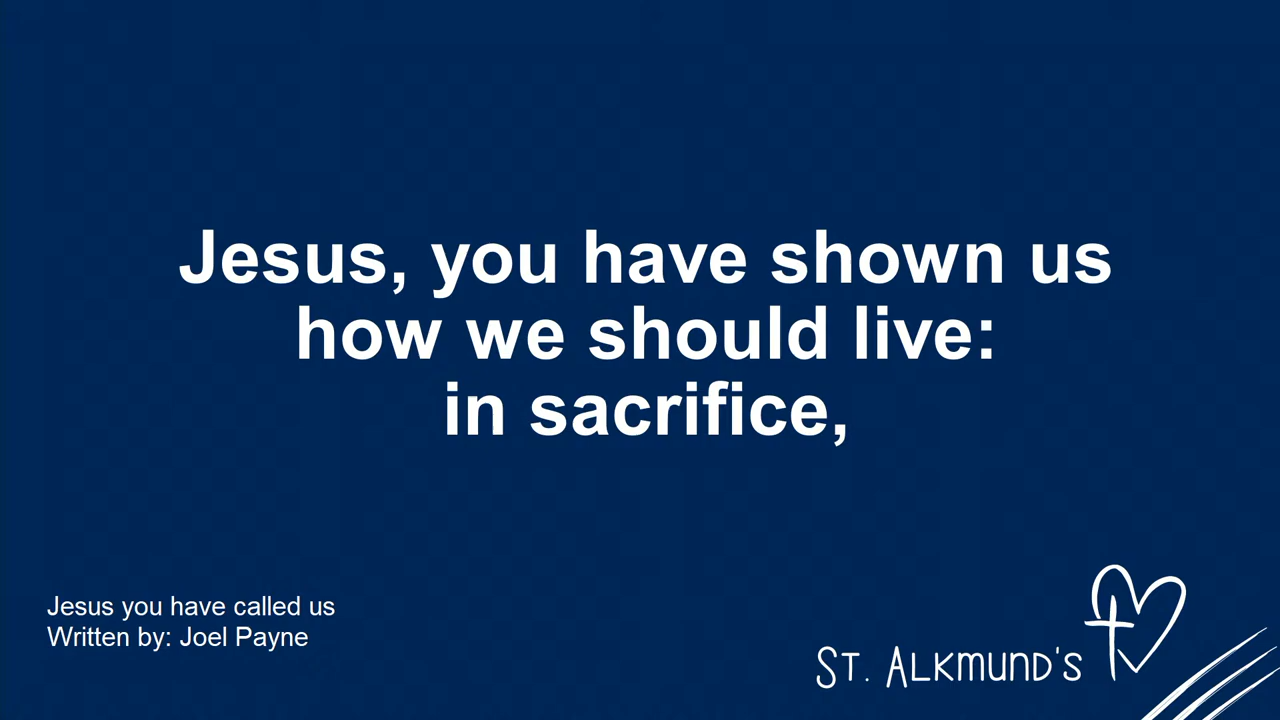 Jesus, you have shown us
how we should live:
in sacrifice,
Jesus you have called us
Written by: Joel Payne
St. Alkmund's